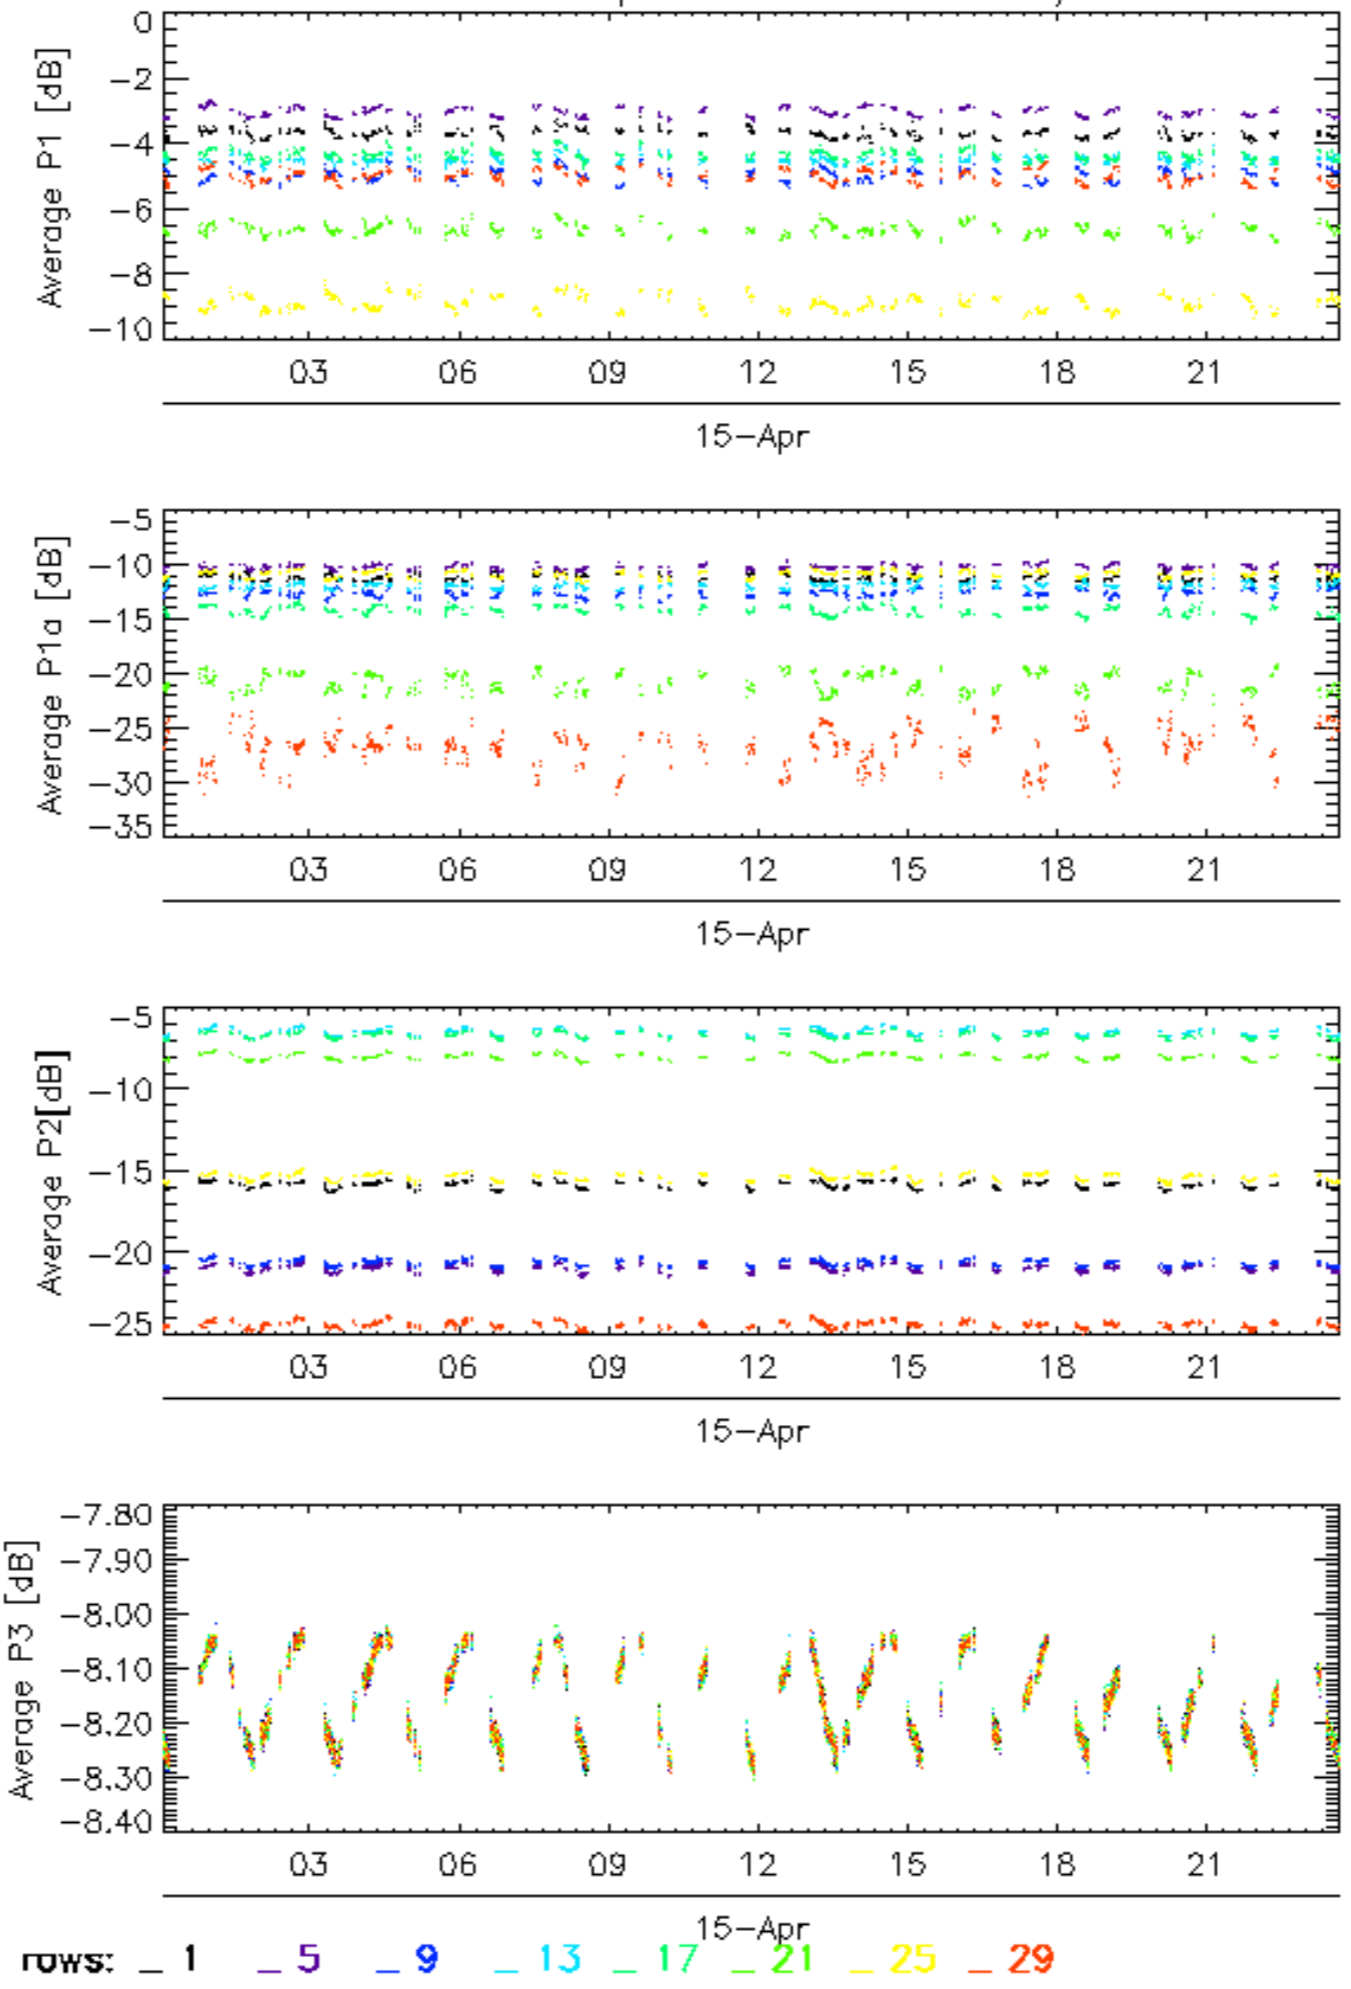 0
−2
−4
−6
−8
−10
Average P1 [dB]
03 06 09 12 15 18 21
15−Apr
−5
−10
−15
−20
−25
−30
−35
Average P1a [dB]
03 06 09 12 15 18 21
15−Apr
−5
−10
−15
−20
−25
Average P2[dB]
03 06 09 12 15 18 21
15−Apr
−7.80
−7.90
−8.00
−8.10
−8.20
−8.30
−8.40
Average P3 [dB]
03 06 09 12 15 18 21
15−Apr
rows: _ 1 _ 5 _ 9 _ 13 _ 17 _ 21 _ 25 _ 29